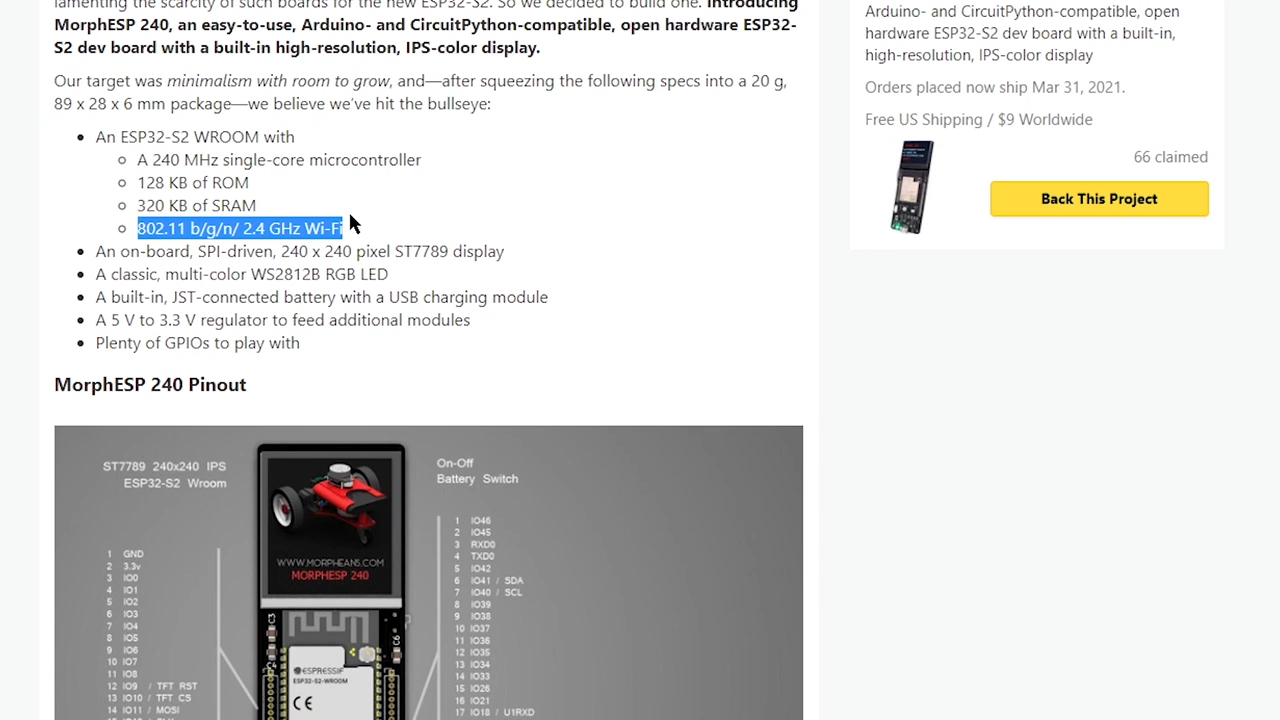 lamenting the scarcity of such boards for the new ESP32-S2. So we decided to build one. Introducing
MorphESP 240, an easy-to-use, Arduino- and CircuitPython-compatible, open hardware ESP32-
S2 dev board with a built-in high-resolution, IPS-color display.
Our target was minimalism with room to grow, and—after squeezing the following specs into a 20 g,
89 x 28 x 6 mm package—we believe we've hit the bullseye:
• An ESP32-S2 WROOM with
○ A 240 MHz single-core microcontroller
○ 128 KB of ROM
○ 320 KB of SRAM
○ 802.11 b/g/n/ 2.4 GHz Wi-Fi
• An on-board, SPI-driven, 240 x 240 pixel ST7789 display
• A classic, multi-color WS2812B RGB LED
• A built-in, JST-connected battery with a USB charging module
• A 5 V to 3.3 V regulator to feed additional modules
• Plenty of GPIOs to play with
MorphESP 240 Pinout
ST7789 240x240 IPS
ESP32-S2 Wroom
On-Off
Battery Switch
1 GND
2 3.3v
3 IO0
4 IO1
5 IO2
6 IO3
7 IO4
8 IO5
9 IO6
10 IO7
11 IO8
12 IO9 / TFT RST
13 IO10 / TFT CS
14 IO11 / MOSI
WWW.MORPHEANS.COM
MORPHESP 240
C3
C6
ESPRESSIF
ESP32-S2-WROOM
CE
1 IO46
2 IO45
3 RXD0
4 TXD0
5 IO42
6 IO41 / SDA
7 IO40 / SCL
8 IO39
9 IO38
10 IO37
11 IO36
12 IO35
13 IO34
14 IO33
15 IO26
16 IO21
17 IO18 / U1RXD
Arduino- and CircuitPython-compatible, open
hardware ESP32-S2 dev board with a built-in,
high-resolution, IPS-color display
Orders placed now ship Mar 31, 2021.
Free US Shipping / $9 Worldwide
66 claimed
Back This Project